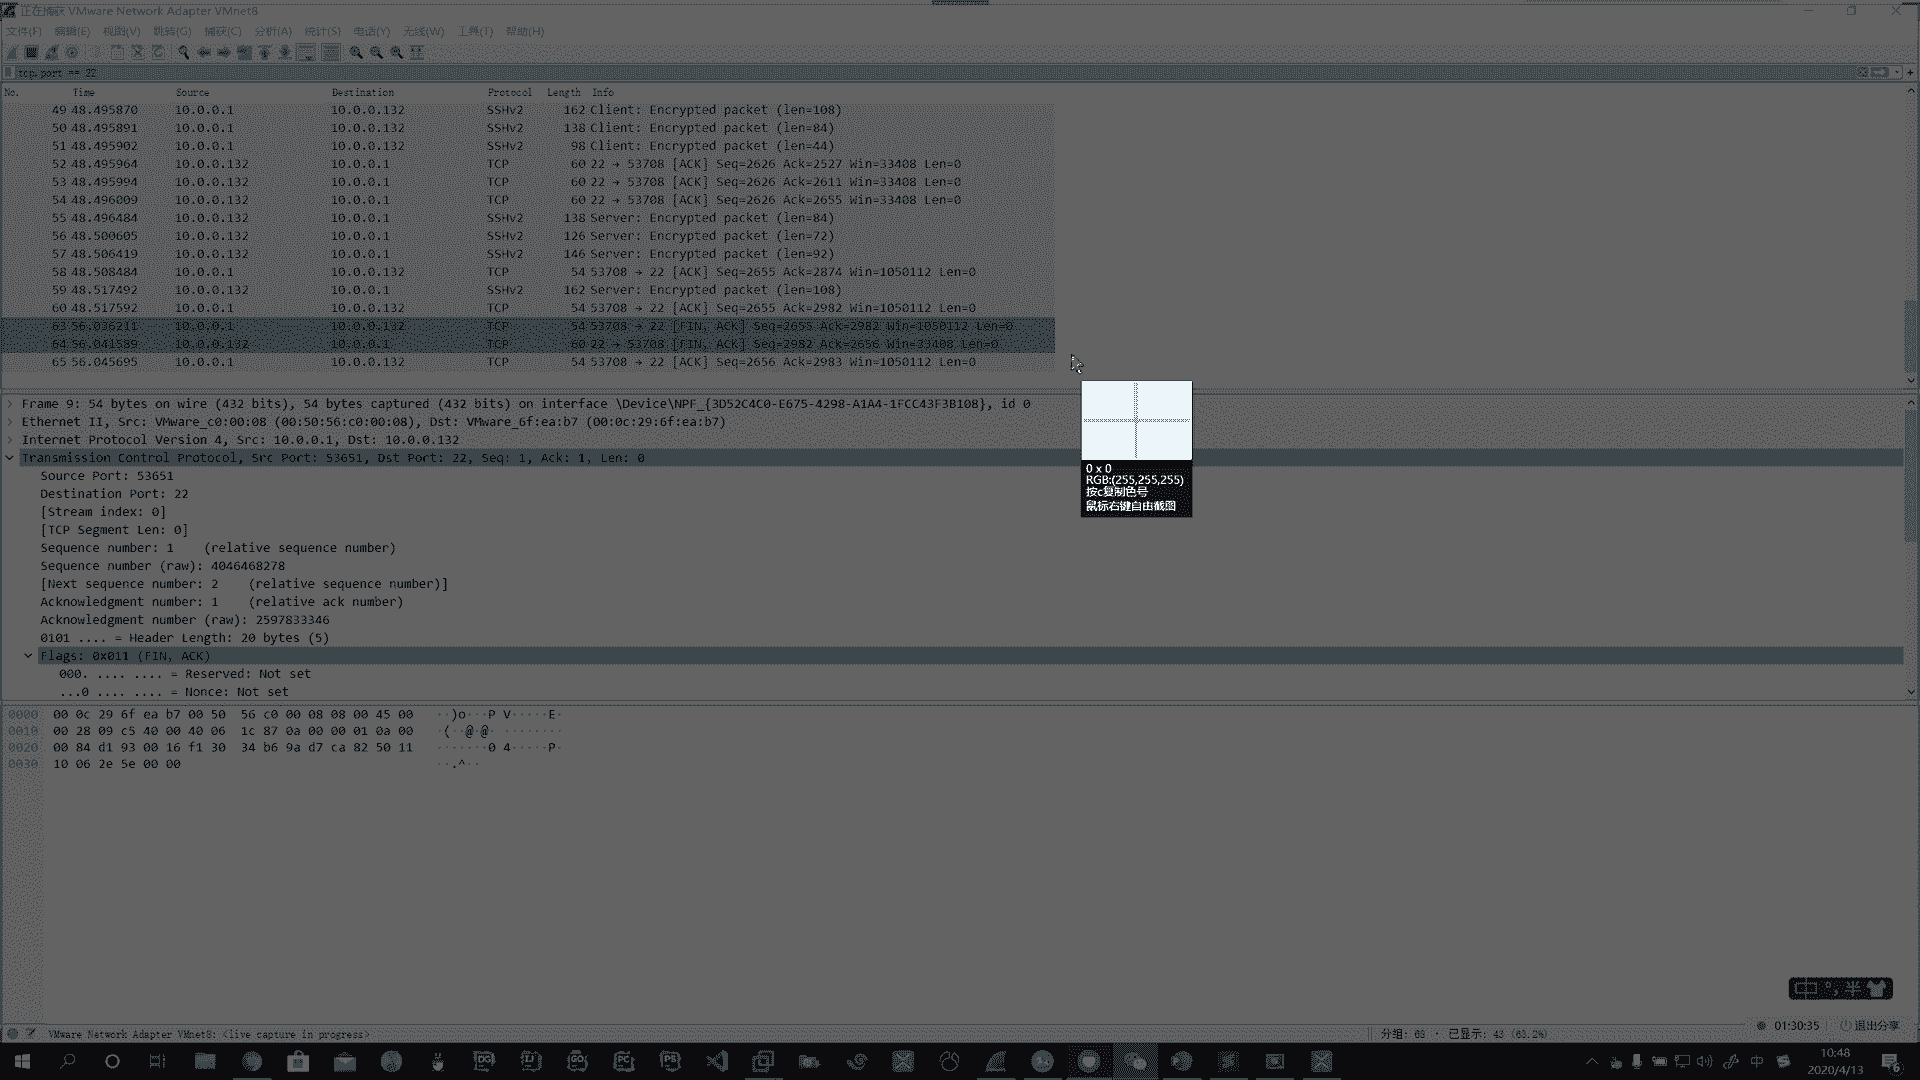 正在捕获 VMware Network Adapter VMnet8
文件(F) 编辑(E) 视图(V) 跳转(G) 捕获(C) 分析(A) 统计(S) 电话(Y) 无线(W) 工具(T) 帮助(H)
tcp.port == 22
No. Time Source Destination Protocol Length Info
49 48.495870 10.0.0.1 10.0.0.132 SSHv2 162 Client: Encrypted packet (len=108)
50 48.495891 10.0.0.1 10.0.0.132 SSHv2 138 Client: Encrypted packet (len=84)
51 48.495902 10.0.0.1 10.0.0.132 SSHv2 98 Client: Encrypted packet (len=44)
52 48.495964 10.0.0.132 10.0.0.1 TCP 60 22 → 53708 [ACK] Seq=2626 Ack=2527 Win=33408 Len=0
53 48.495994 10.0.0.132 10.0.0.1 TCP 60 22 → 53708 [ACK] Seq=2626 Ack=2611 Win=33408 Len=0
54 48.496009 10.0.0.132 10.0.0.1 TCP 60 22 → 53708 [ACK] Seq=2626 Ack=2655 Win=33408 Len=0
55 48.496484 10.0.0.132 10.0.0.1 SSHv2 138 Server: Encrypted packet (len=84)
56 48.500605 10.0.0.132 10.0.0.1 SSHv2 126 Server: Encrypted packet (len=72)
57 48.506419 10.0.0.132 10.0.0.1 SSHv2 146 Server: Encrypted packet (len=92)
58 48.508484 10.0.0.1 10.0.0.132 TCP 54 53708 → 22 [ACK] Seq=2655 Ack=2874 Win=1050112 Len=0
59 48.517492 10.0.0.132 10.0.0.1 SSHv2 162 Server: Encrypted packet (len=108)
60 48.517592 10.0.0.1 10.0.0.132 TCP 54 53708 → 22 [ACK] Seq=2655 Ack=2982 Win=1050112 Len=0
63 56.036211 10.0.0.1 10.0.0.132 TCP 54 53708 → 22 [FIN, ACK] Seq=2655 Ack=2982 Win=1050112 Len=0
64 56.041589 10.0.0.132 10.0.0.1 TCP 60 22 → 53708 [FIN, ACK] Seq=2982 Ack=2656 Win=33408 Len=0
65 56.045695 10.0.0.1 10.0.0.132 TCP 54 53708 → 22 [ACK] Seq=2656 Ack=2983 Win=1050112 Len=0
Frame 9: 54 bytes on wire (432 bits), 54 bytes captured (432 bits) on interface \Device\NPF_{3D52C4C0-E675-4298-A1A4-1FCC43F3B108}, id 0
Ethernet II, Src: VMware_c0:00:08 (00:50:56:c0:00:08), Dst: VMware_6f:ea:b7 (00:0c:29:6f:ea:b7)
Internet Protocol Version 4, Src: 10.0.0.1, Dst: 10.0.0.132
Transmission Control Protocol, Src Port: 53651, Dst Port: 22, Seq: 1, Ack: 1, Len: 0
Source Port: 53651
Destination Port: 22
[Stream index: 0]
[TCP Segment Len: 0]
Sequence number: 1 (relative sequence number)
Sequence number (raw): 4046468278
[Next sequence number: 2 (relative sequence number)]
Acknowledgment number: 1 (relative ack number)
Acknowledgment number (raw): 2597833346
0101 .... = Header Length: 20 bytes (5)
Flags: 0x011 (FIN, ACK)
000. .... .... = Reserved: Not set
...0 .... .... = Nonce: Not set
0 x 0
RGB:(255,255,255)
按c复制色号
鼠标右键自由截图
0000 00 0c 29 6f ea b7 00 50 56 c0 00 08 08 00 45 00 ··)o···P V·····E·
0010 00 28 09 c5 40 00 40 06 1c 87 0a 00 00 01 0a 00 ·(··@·@· ········
0020 00 84 d1 93 00 16 f1 30 34 b6 9a d7 ca 82 50 11 ·······0 4·····P·
0030 10 06 2e 5e 00 00 ··.^··
中 °, 半
VMware Network Adapter VMnet8: <live capture in progress>
分组: 68 · 已显示: 43 (63.2%)
01:30:35 退出分享
DG IJ GO PC PS
中
10:48
2020/4/13
6